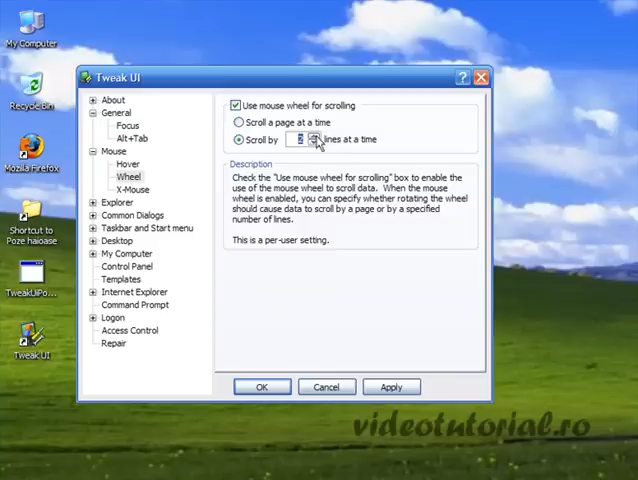 My Computer
Recycle Bin
Mozilla Firefox
Shortcut to
Poze haioase
TweakUiPo...
Tweak UI
Tweak UI
About
General
Focus
Alt+Tab
Mouse
Hover
Wheel
X-Mouse
Explorer
Common Dialogs
Taskbar and Start menu
Desktop
My Computer
Control Panel
Templates
Internet Explorer
Command Prompt
Logon
Access Control
Repair
Use mouse wheel for scrolling
Scroll a page at a time
Scroll by 2 lines at a time
Description
Check the "Use mouse wheel for scrolling" box to enable the
use of the mouse wheel to scroll data. When the mouse
wheel is enabled, you can specify whether rotating the wheel
should cause data to scroll by a page or by a specified
number of lines.
This is a per-user setting.
OK
Cancel
Apply
videotutorial.ro